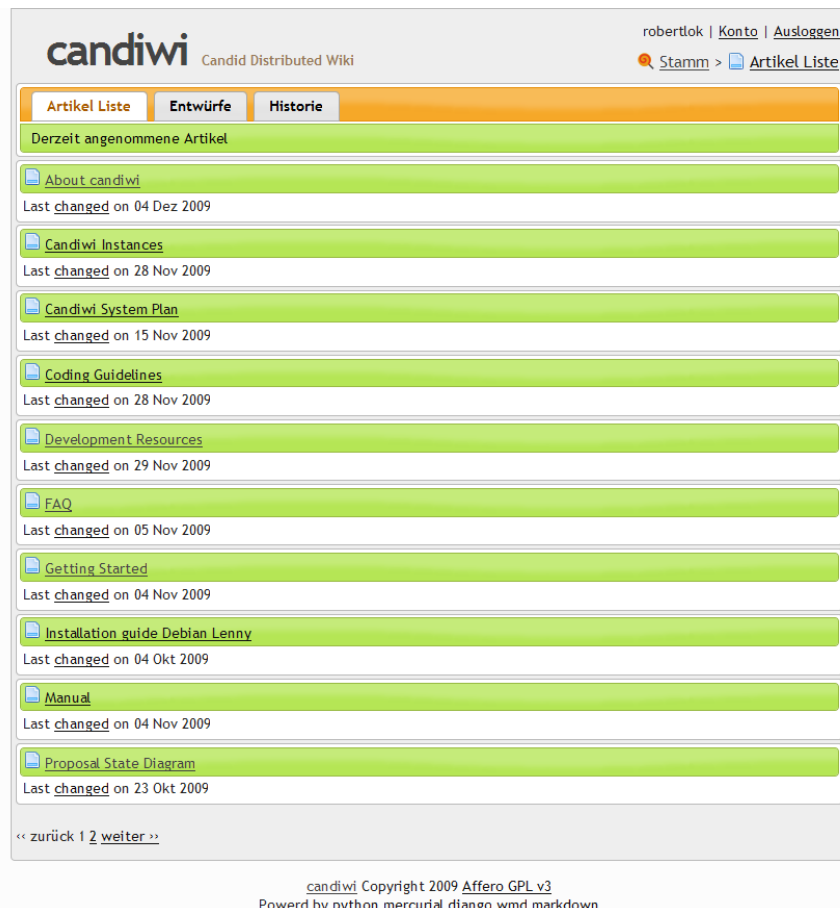 robertlok | Konto | Ausloggen
candiwi Candid Distributed Wiki
Stamm > Artikel Liste
Artikel Liste Entwürfe Historie
Derzeit angenommene Artikel
About candiwi
Last changed on 04 Dez 2009
Candiwi Instances
Last changed on 28 Nov 2009
Candiwi System Plan
Last changed on 15 Nov 2009
Coding Guidelines
Last changed on 28 Nov 2009
Development Resources
Last changed on 29 Nov 2009
FAQ
Last changed on 05 Nov 2009
Getting Started
Last changed on 04 Nov 2009
Installation guide Debian Lenny
Last changed on 04 Okt 2009
Manual
Last changed on 04 Nov 2009
Proposal State Diagram
Last changed on 23 Okt 2009
‹‹ zurück 1 2 weiter ››
candiwi Copyright 2009 Affero GPL v3
Powerd by python mercurial django wmd markdown